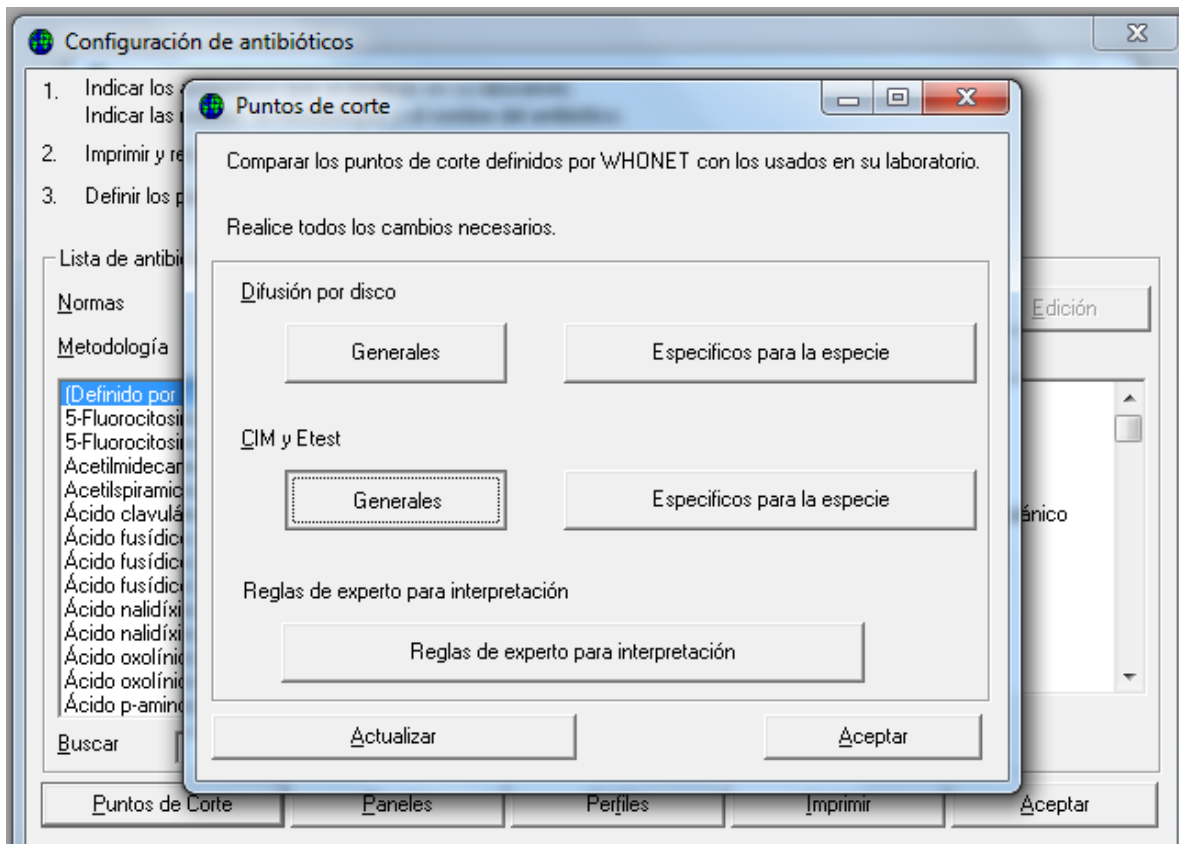 Configuración de antibióticos
1. Indicar los
Indicar las
2. Imprimir y re
3. Definir los p
Lista de antibi
Normas
Edición
Metodología
(Definido por
5-Fluorocitosi
5-Fluorocitosi
Acetilmidecar
Acetilspiramic
Ácido clavulá
ánico
Ácido fusídic
Ácido fusídic
Ácido fusídic
Ácido nalidíxi
Ácido nalidíxi
Ácido oxolínic
Ácido oxolínic
Ácido p-amino
Buscar
Puntos de Corte
Paneles
Perfiles
Imprimir
Aceptar
Puntos de corte
Comparar los puntos de corte definidos por WHONET con los usados en su laboratorio.
Realice todos los cambios necesarios.
Difusión por disco
Generales
Especificos para la especie
CIM y Etest
Generales
Especificos para la especie
Reglas de experto para interpretación
Reglas de experto para interpretación
Actualizar
Aceptar